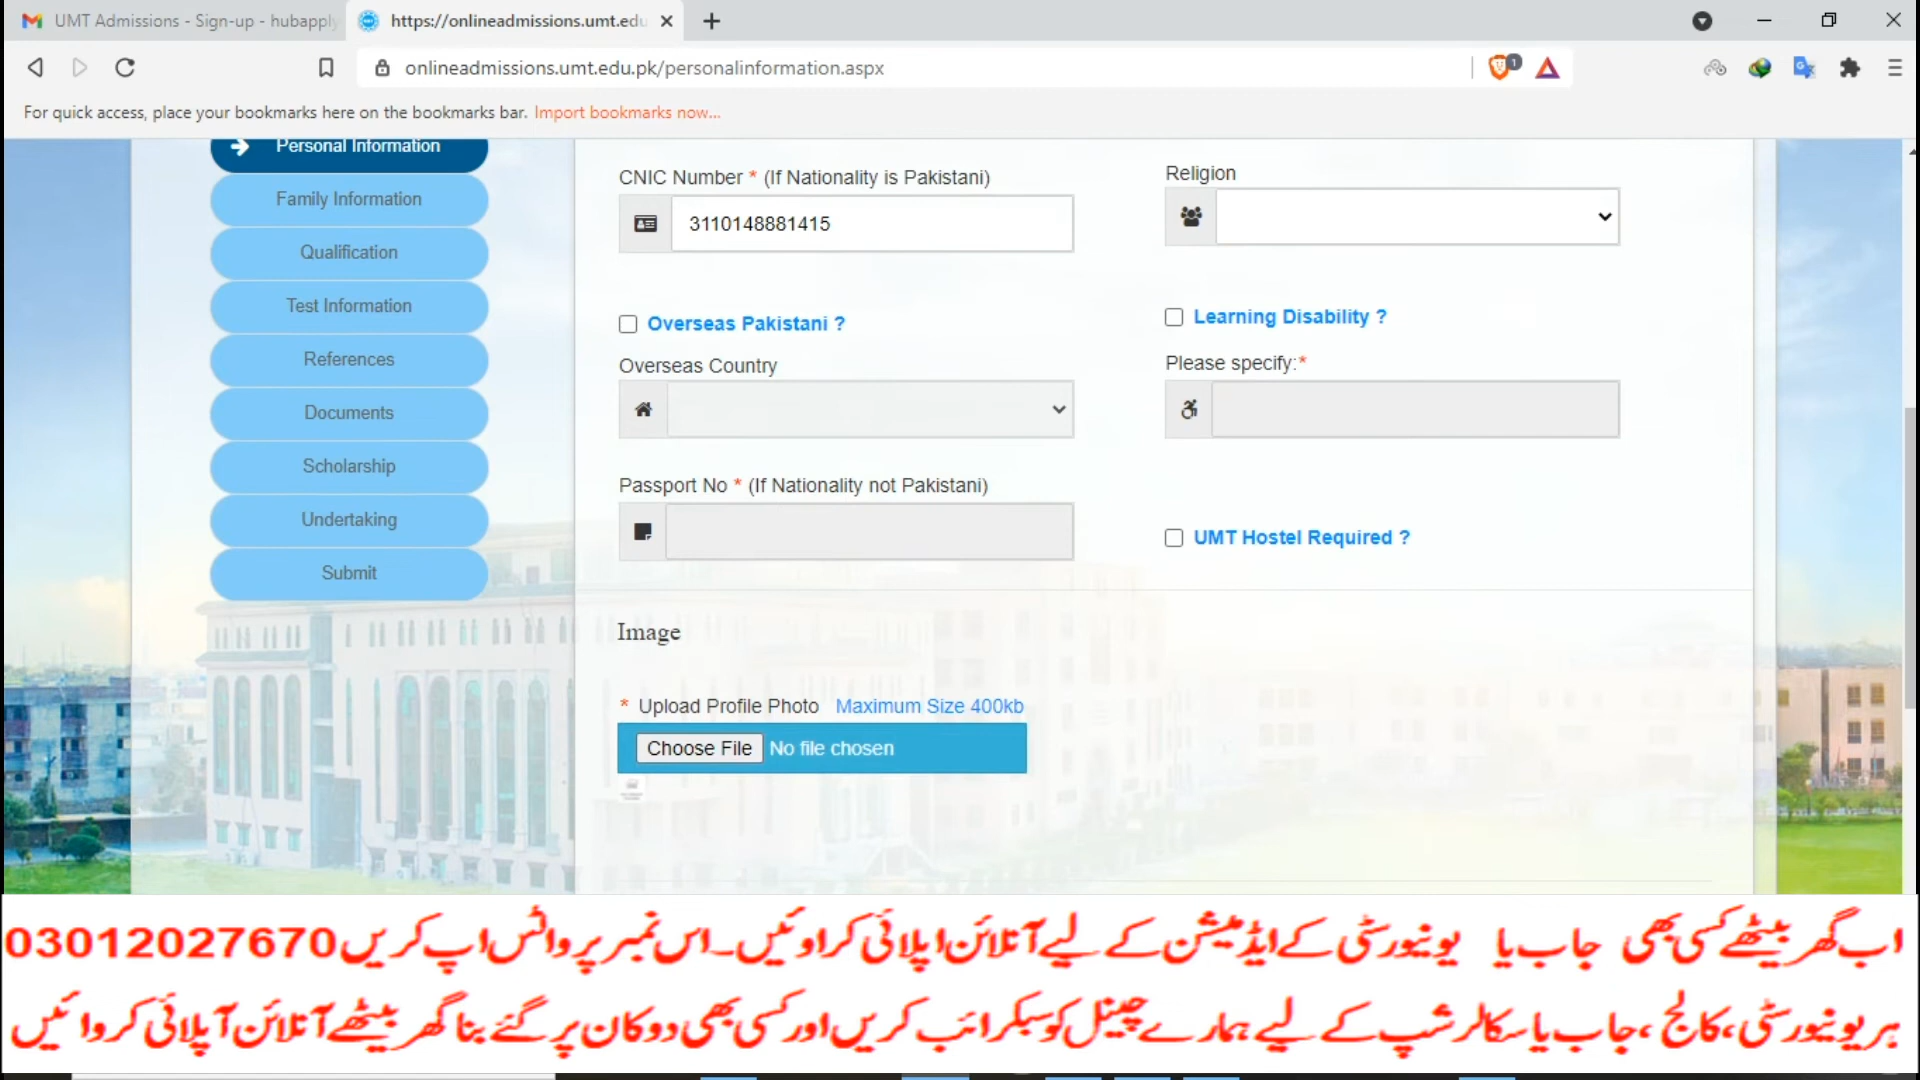 UMT Admissions - Sign-up - hubapply
https://onlineadmissions.umt.edu
onlineadmissions.umt.edu.pk/personalinformation.aspx
1
For quick access, place your bookmarks here on the bookmarks bar. Import bookmarks now...
Personal Information
Family Information
Qualification
Test Information
References
Documents
Scholarship
Undertaking
Submit
CNIC Number * (If Nationality is Pakistani)
3110148881415
Religion
Overseas Pakistani ?
Learning Disability ?
Overseas Country
Please specify:*
Passport No * (If Nationality not Pakistani)
UMT Hostel Required ?
Image
* Upload Profile Photo Maximum Size 400kb
Choose File No file chosen
اب گھر بیٹھے کسی بھی جاب یا یونیورسٹی کے ایڈمیشن کے لیے آنلائن اپلائی کراوئیں۔ اس نمبر پر واٹس اپ کریں 03012027670
ہر یونیورسٹی، کالج، جاب یا سکالرشپ کے لیے ہمارے چینل کو سبکرائب کریں اور کسی بھی دوکان پر گئے بنا گھر بیٹھے آنلائن آپلائی کروائیں